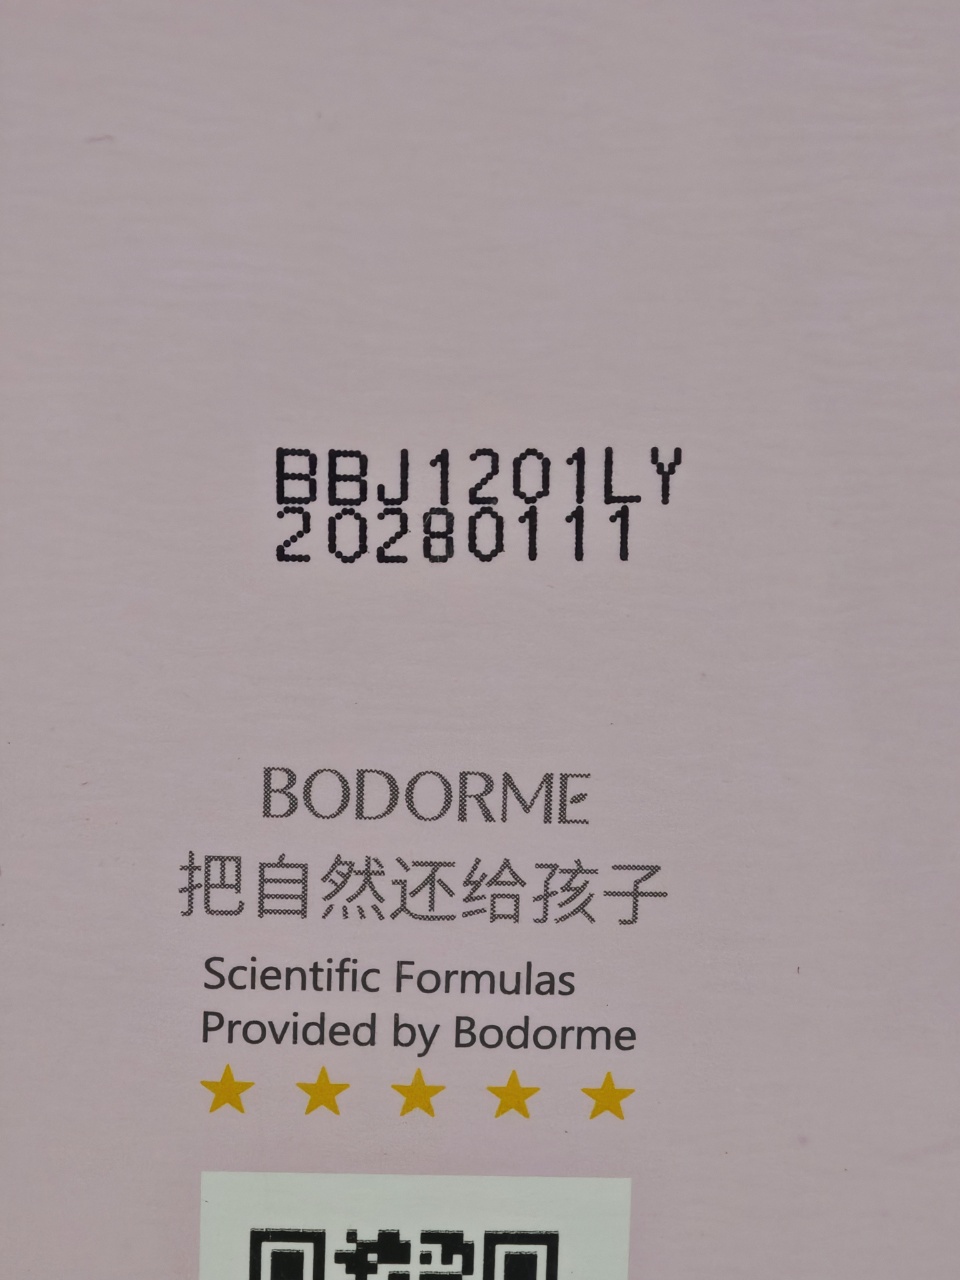 BBJ1201LY
20280111
BODORME
把自然还给孩子
Scientific Formulas
Provided by Bodorme